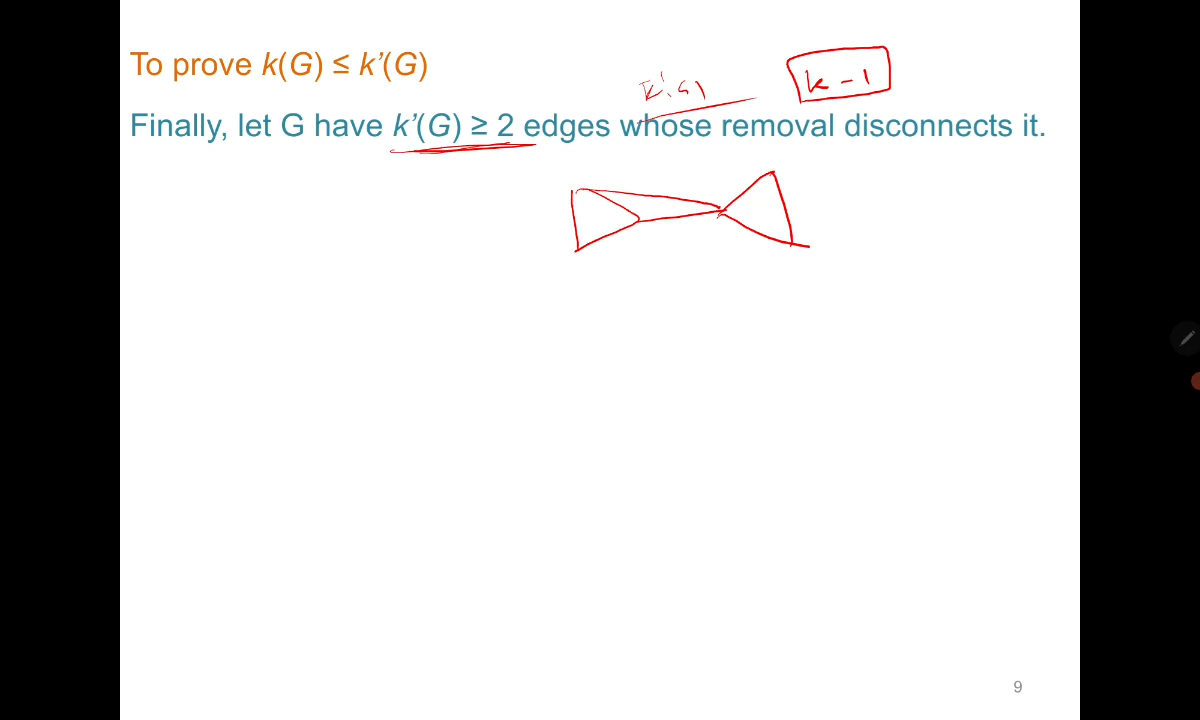 To prove k(G) ≤ k’(G)
k'(G)
k - 1
Finally, let G have k’(G) ≥ 2 edges whose removal disconnects it.
9